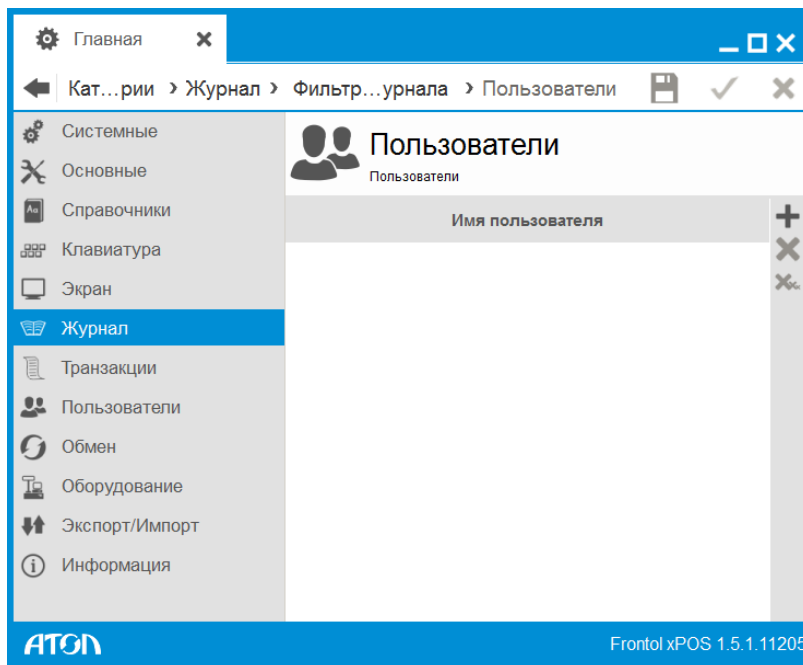 Главная
Кат…рии › Журнал › Фильтр…урнала › Пользователи
Системные
Основные
Справочники
Клавиатура
Экран
Журнал
Транзакции
Пользователи
Обмен
Оборудование
Экспорт/Импорт
Информация
Пользователи
Пользователи
Имя пользователя
АТОЛ
Frontol xPOS 1.5.1.11205